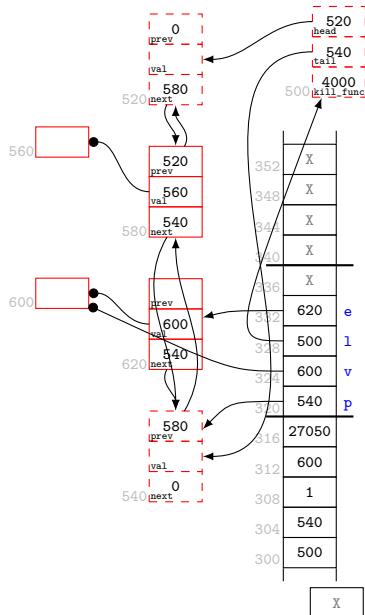 0
prev
val
580
520 next
520
head
540
tail
4000
500 kill_func
560
520
prev
560
val
540
580 next
600
prev
600
val
540
620 next
580
prev
val
0
540 next
352 X
348 X
344 X
340 X
336 X
332 620 e
328 500 l
324 600 v
320 540 p
316 27050
312 600
308 1
304 540
300 500
X